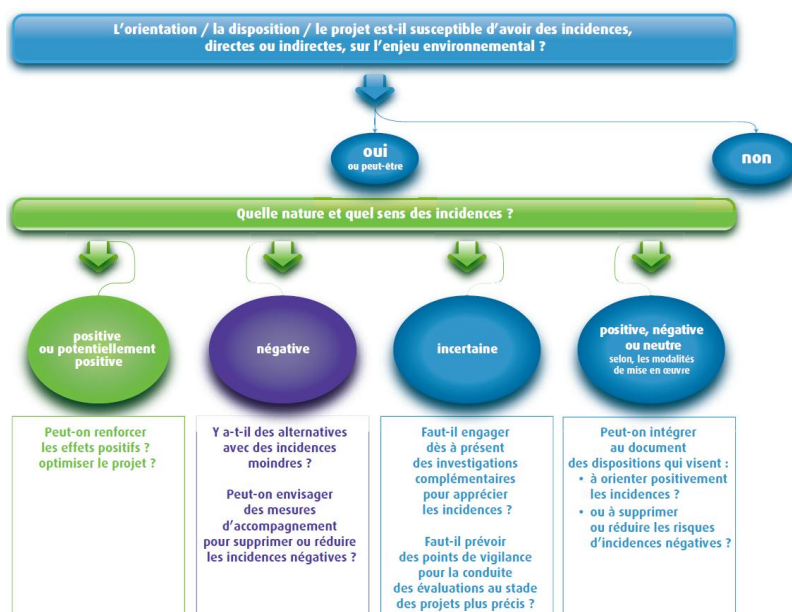 L'orientation / la disposition / le projet est-il susceptible d'avoir des incidences,
directes ou indirectes, sur l'enjeu environnemental ?
oui
ou peut-être
non
Quelle nature et quel sens des incidences ?
positive
ou potentiellement
positive
négative
incertaine
positive, négative
ou neutre
selon, les modalités
de mise en œuvre
Peut-on renforcer
les effets positifs ?
optimiser le projet ?
Y a-t-il des alternatives
avec des incidences
moindres ?
Peut-on envisager
des mesures
d'accompagnement
pour supprimer ou réduire
les incidences négatives ?
Faut-il engager
dès à présent
des investigations
complémentaires
pour apprécier
les incidences ?
Faut-il prévoir
des points de vigilance
pour la conduite
des évaluations au stade
des projets plus précis ?
Peut-on intégrer
au document
des dispositions qui visent :
• à orienter positivement
les incidences ?
• ou à supprimer
ou réduire les risques
d'incidences négatives ?